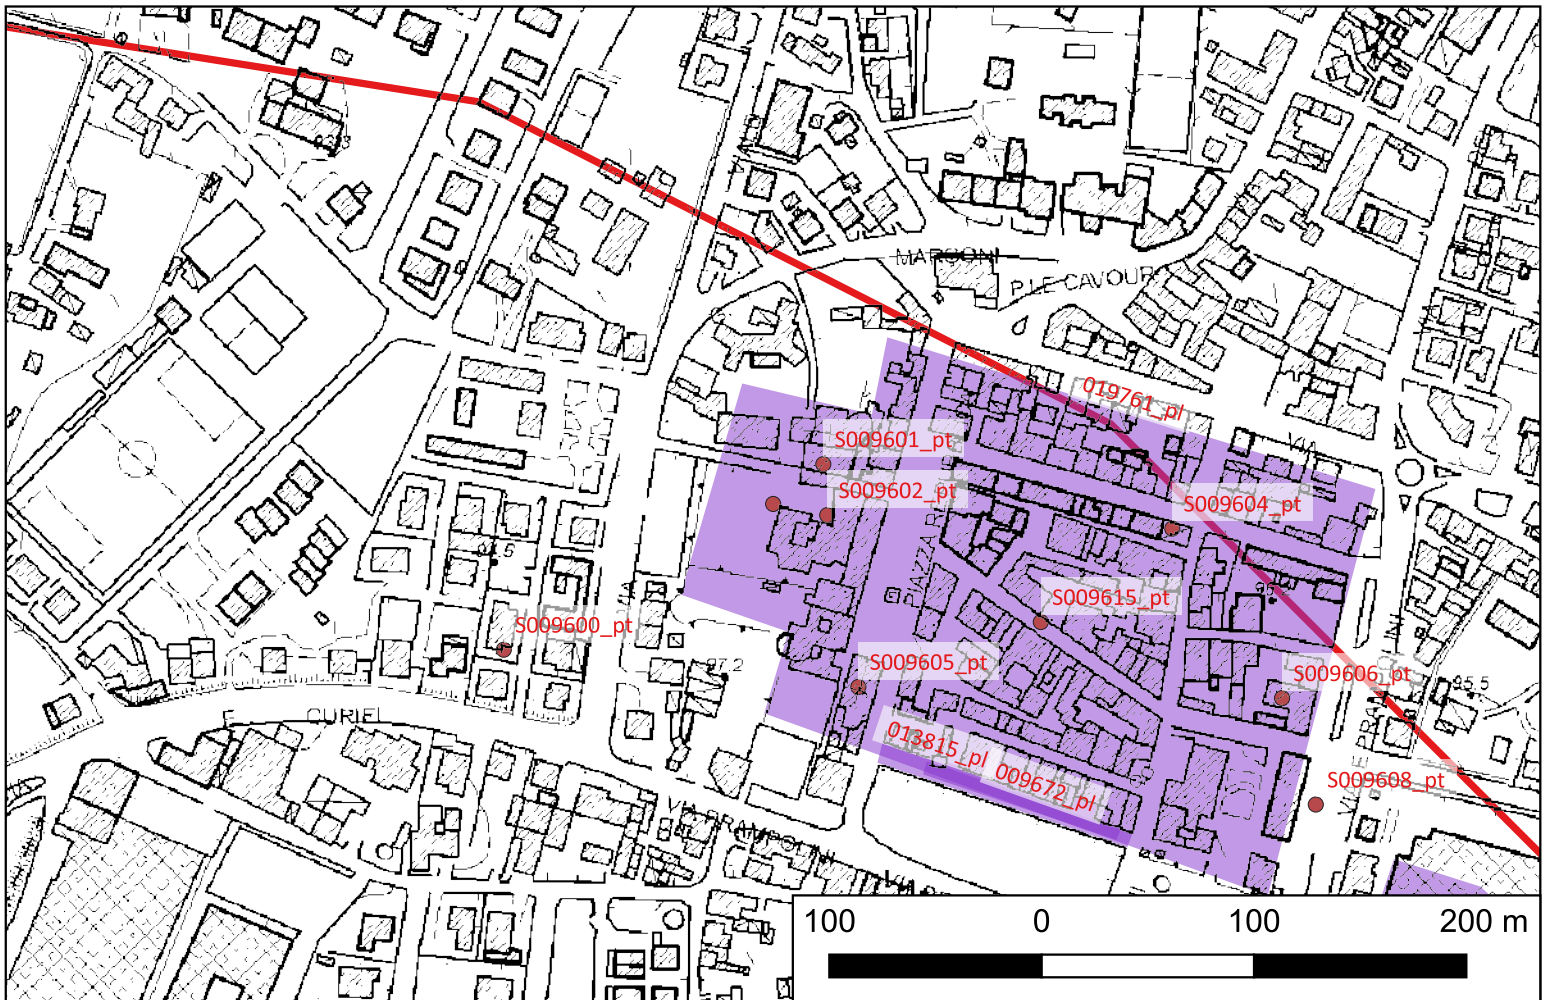 MARCONI
P.LE CAVOUR
019761_pl
S009601_pt
VIA
S009602_pt
S009604_pt
PIAZZA
VIA
S009615_pt
S009600_pt
S009605_pt
S009606_pt
97.2
95.5
E. CURIEL
013815_pl
009672_pl
S009608_pt
VIA PRAMPOLINI
100 0 100 200 m